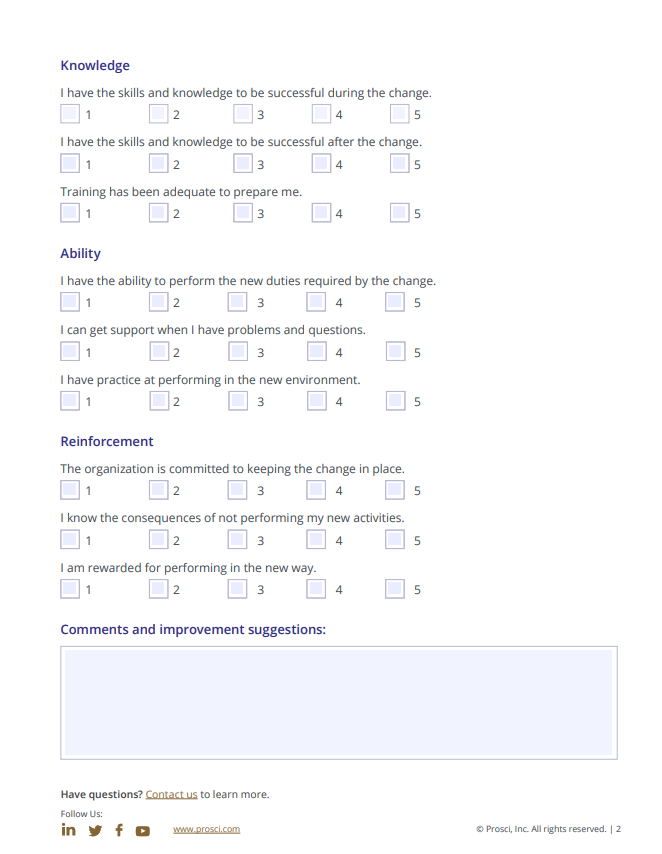 Knowledge
I have the skills and knowledge to be successful during the change.
1 2 3 4 5
I have the skills and knowledge to be successful after the change.
1 2 3 4 5
Training has been adequate to prepare me.
1 2 3 4 5
Ability
I have the ability to perform the new duties required by the change.
1 2 3 4 5
I can get support when I have problems and questions.
1 2 3 4 5
I have practice at performing in the new environment.
1 2 3 4 5
Reinforcement
The organization is committed to keeping the change in place.
1 2 3 4 5
I know the consequences of not performing my new activities.
1 2 3 4 5
I am rewarded for performing in the new way.
1 2 3 4 5
Comments and improvement suggestions:
Have questions? Contact us to learn more.
Follow Us:
www.prosci.com © Prosci, Inc. All rights reserved. | 2